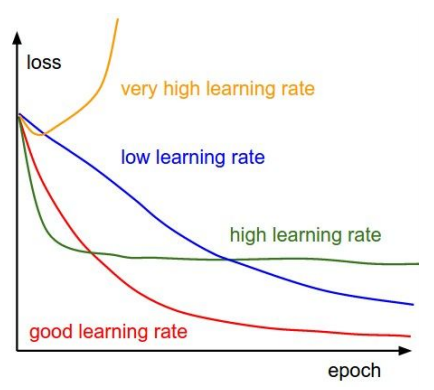 loss
very high learning rate
low learning rate
high learning rate
good learning rate
epoch